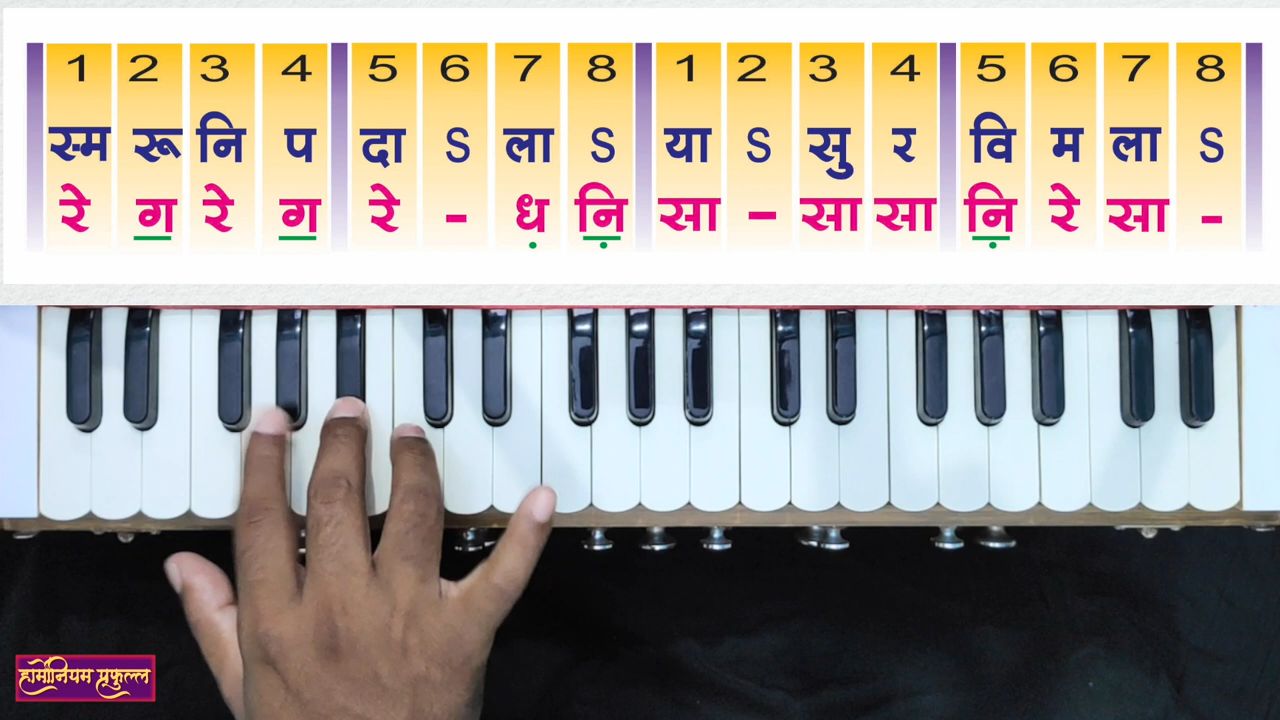 1 2 3 4 5 6 7 8 1 2 3 4 5 6 7 8
स्म रू नि प दा S ला S या S सु र वि म ला S
रे ग॒ रे ग॒ रे - ध़ नि़॒ सा - सा सा नि़॒ रे सा -
हार्मोनियम प्रफुल्ल